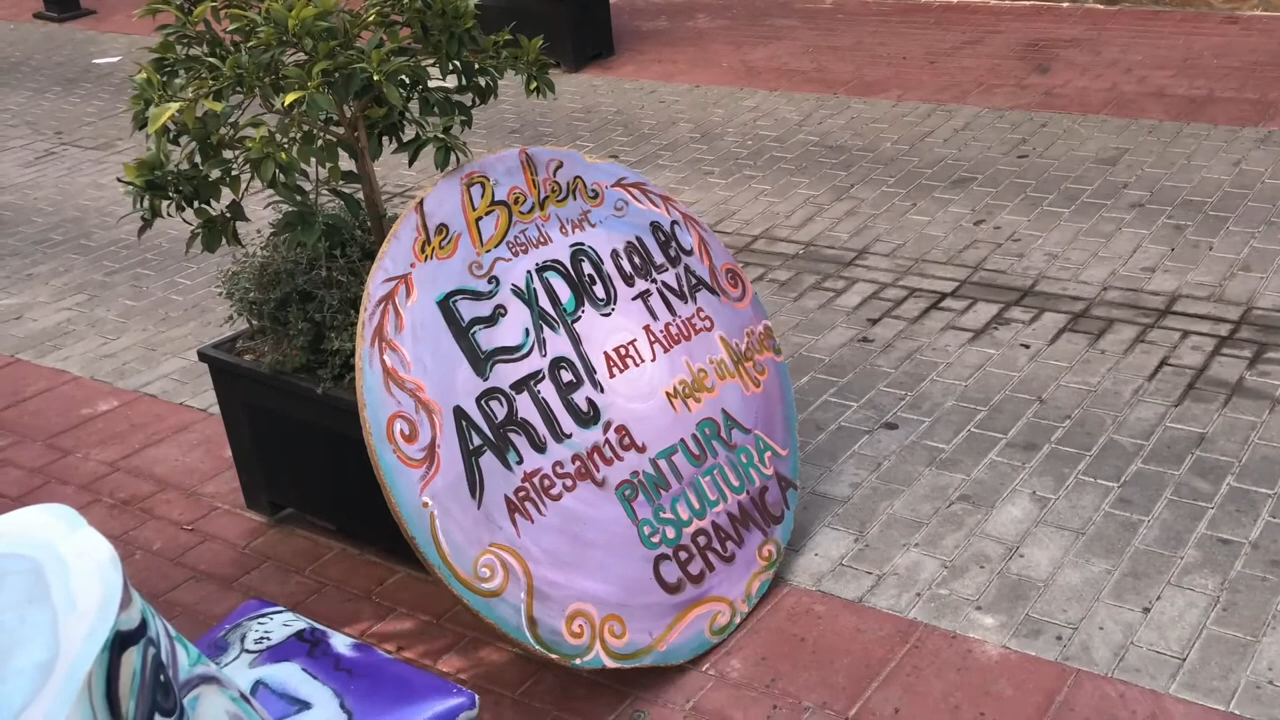 de Belén
estudi d'Art...
EXPO COLEC
TIVA
ARTE
ART AIGÜES
made in Aigües
Artesanía
PINTURA
eSCULTURA
CERAMICA